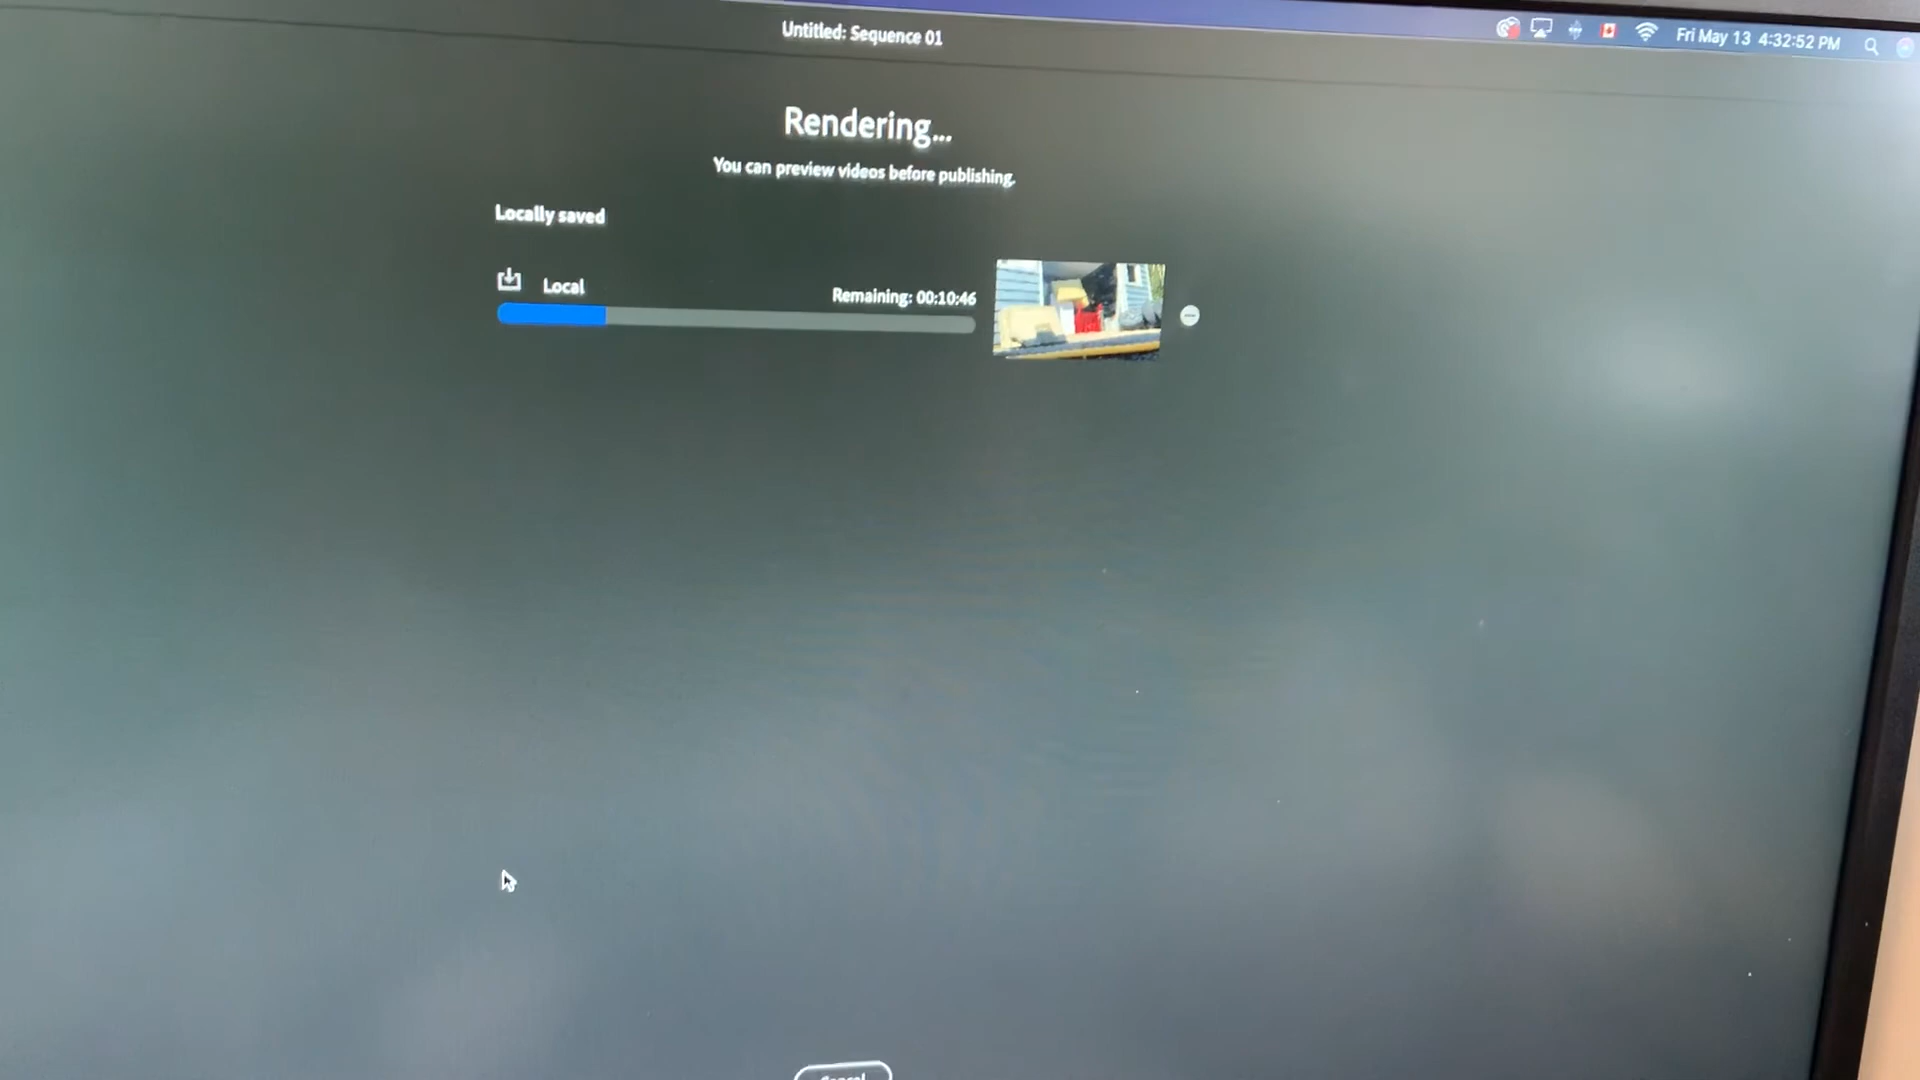 Untitled: Sequence 01
Fri May 13 4:32:52 PM
Rendering...
You can preview videos before publishing.
Locally saved
Local
Remaining: 00:10:46
Cancel